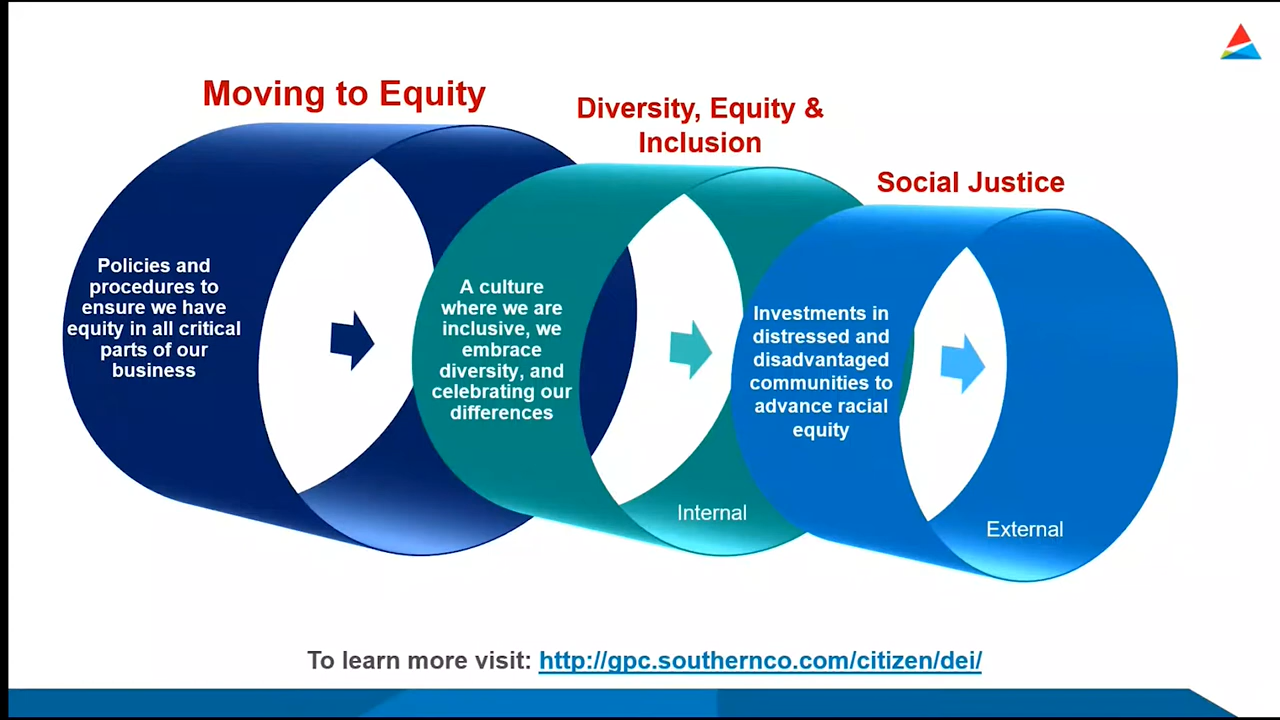 Moving to Equity
Diversity, Equity &
Inclusion
Social Justice
Policies and
procedures to
ensure we have
equity in all critical
parts of our
business
A culture
where we are
inclusive, we
embrace
diversity, and
celebrating our
differences
Internal
Investments in
distressed and
disadvantaged
communities to
advance racial
equity
External
To learn more visit: http://gpc.southernco.com/citizen/dei/